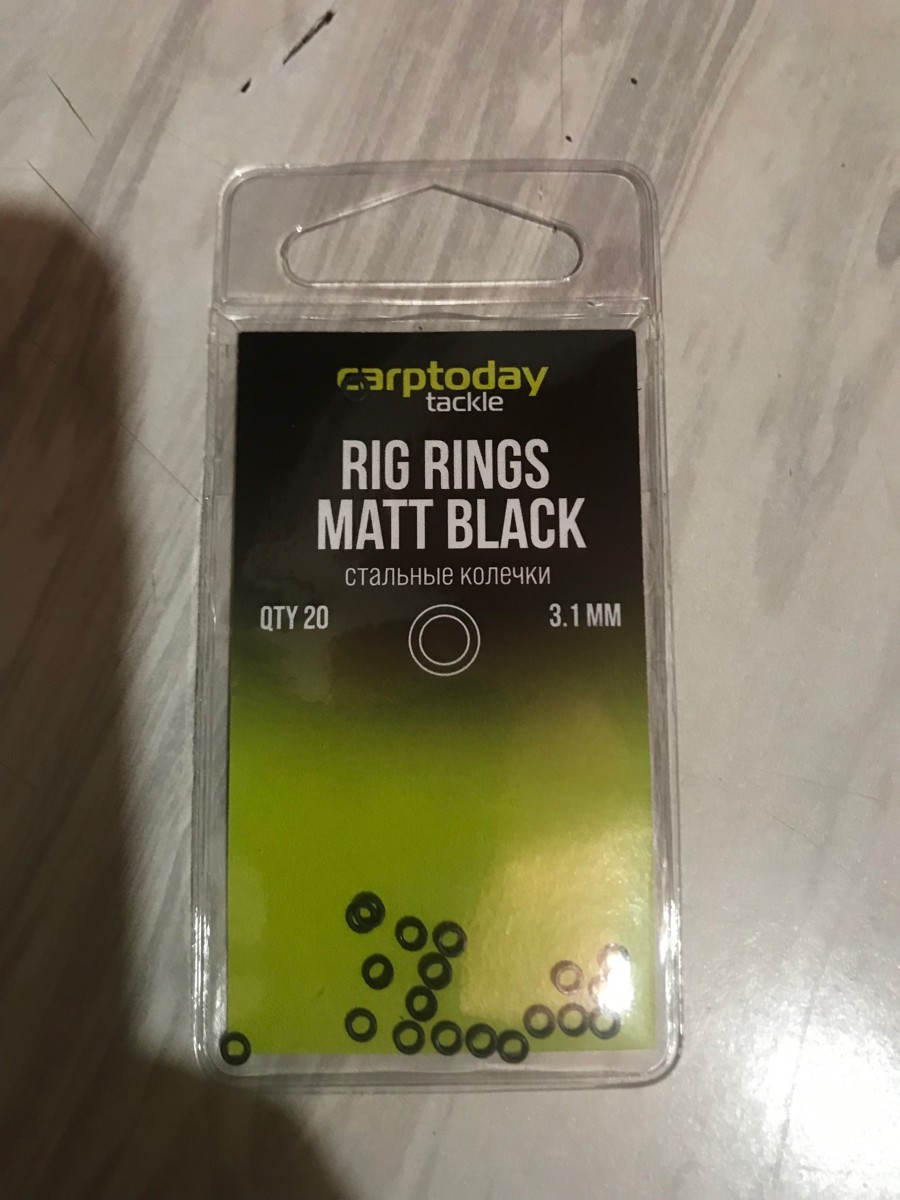 carptoday
tackle
RIG RINGS
MATT BLACK
стальные колечки
QTY 20
3.1 MM